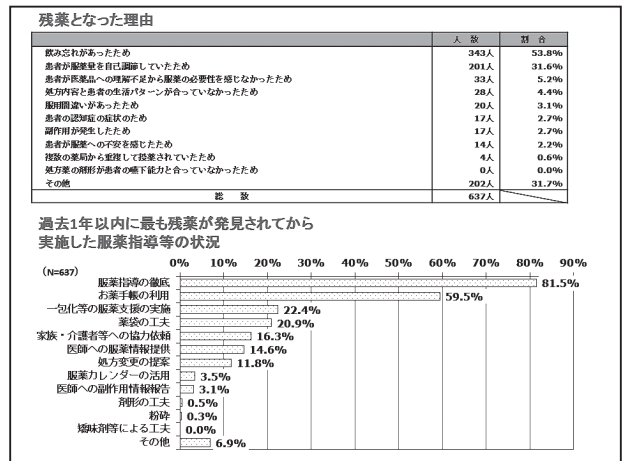 残薬となった理由
人 数 割 合
飲み忘れがあったため 343人 53.8%
患者が服薬量を自己調節していたため 201人 31.6%
患者が医薬品への理解不足から服薬の必要性を感じなかったため 33人 5.2%
処方内容と患者の生活パターンが合っていなかったため 28人 4.4%
服用間違いがあったため 20人 3.1%
患者の認知症の症状のため 17人 2.7%
副作用が発生したため 17人 2.7%
患者が服薬への不安を感じたため 14人 2.2%
複数の薬局から重複して投薬されていたため 4人 0.6%
処方薬の剤形が患者の嚥下能力と合っていなかったため 0人 0.0%
その他 202人 31.7%
総 数 637人
過去1年以内に最も残薬が発見されてから
実施した服薬指導等の状況
(N=637)
0% 10% 20% 30% 40% 50% 60% 70% 80% 90%
服薬指導の徹底 81.5%
お薬手帳の利用 59.5%
一包化等の服薬支援の実施 22.4%
薬袋の工夫 20.9%
家族・介護者等への協力依頼 16.3%
医師への服薬情報提供 14.6%
処方変更の提案 11.8%
服薬カレンダーの活用 3.5%
医師への副作用情報報告 3.1%
剤形の工夫 0.5%
粉砕 0.3%
矯味剤等による工夫 0.0%
その他 6.9%